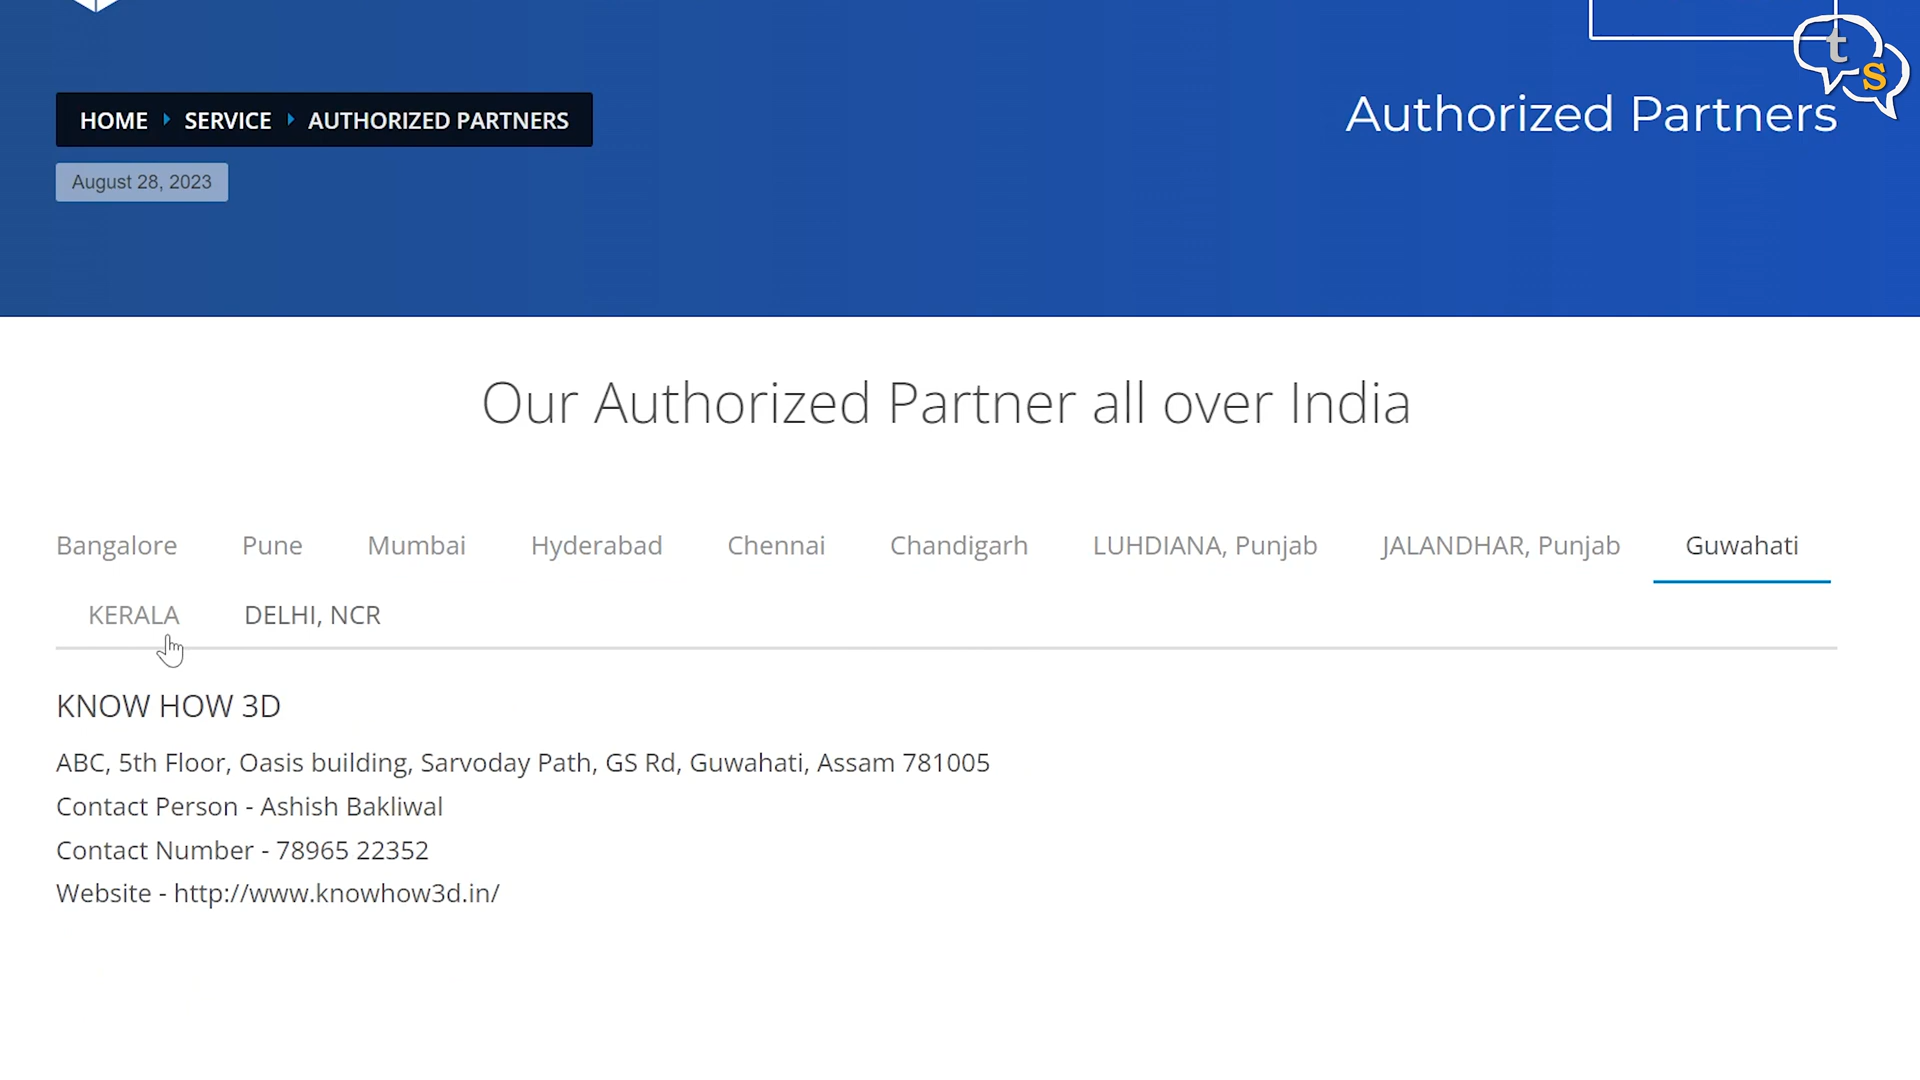 t
s
HOME SERVICE AUTHORIZED PARTNERS
Authorized Partners
August 28, 2023
Our Authorized Partner all over India
Bangalore Pune Mumbai Hyderabad Chennai Chandigarh LUHDIANA, Punjab JALANDHAR, Punjab Guwahati
KERALA DELHI, NCR
KNOW HOW 3D
ABC, 5th Floor, Oasis building, Sarvoday Path, GS Rd, Guwahati, Assam 781005
Contact Person - Ashish Bakliwal
Contact Number - 78965 22352
Website - http://www.knowhow3d.in/